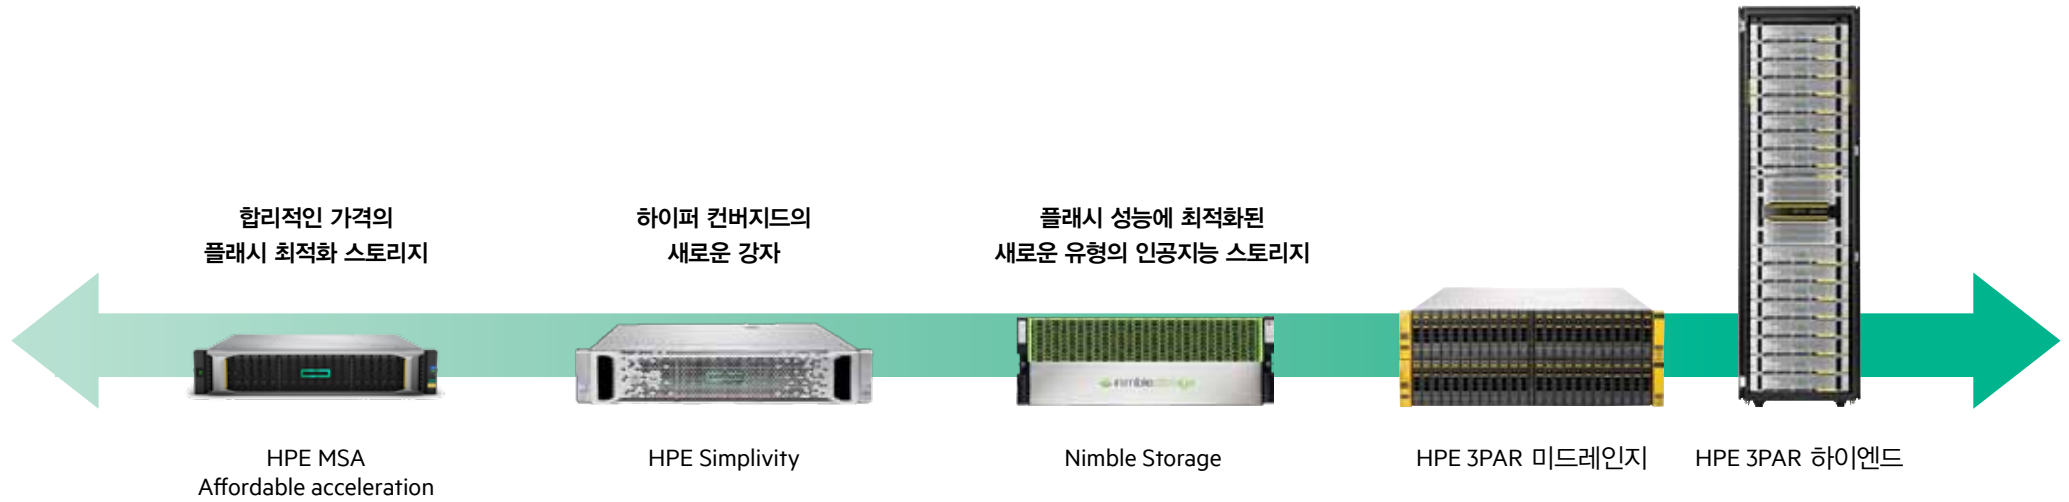 합리적인 가격의
플래시 최적화 스토리지
하이퍼 컨버지드의
새로운 강자
플래시 성능에 최적화된
새로운 유형의 인공지능 스토리지
nimblestorage
HPE MSA
Affordable acceleration
HPE Simplivity
Nimble Storage
HPE 3PAR 미드레인지
HPE 3PAR 하이엔드